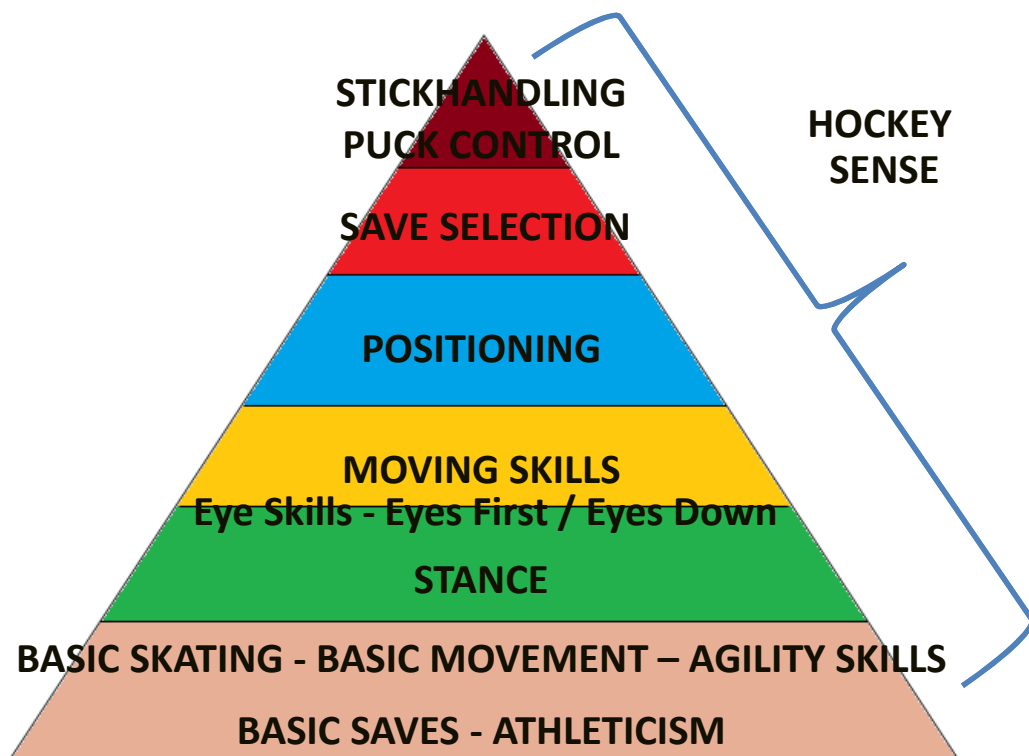 STICKHANDLING
PUCK CONTROL
HOCKEY
SENSE
SAVE SELECTION
POSITIONING
MOVING SKILLS
Eye Skills - Eyes First / Eyes Down
STANCE
BASIC SKATING - BASIC MOVEMENT – AGILITY SKILLS
BASIC SAVES - ATHLETICISM